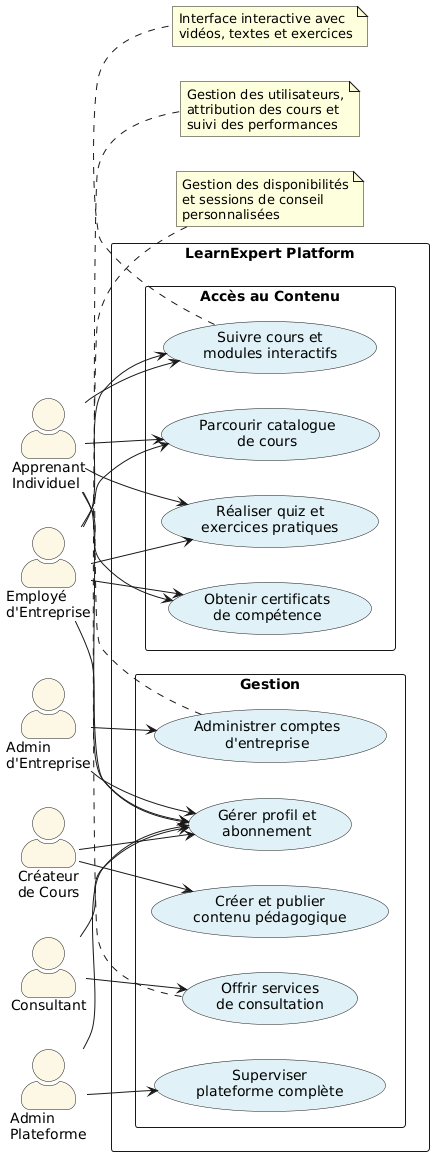 Interface interactive avec
vidéos, textes et exercices
Gestion des utilisateurs,
attribution des cours et
suivi des performances
Gestion des disponibilités
et sessions de conseil
personnalisées
LearnExpert Platform
Accès au Contenu
Suivre cours et
modules interactifs
Parcourir catalogue
de cours
Réaliser quiz et
exercices pratiques
Obtenir certificats
de compétence
Gestion
Administrer comptes
d'entreprise
Gérer profil et
abonnement
Créer et publier
contenu pédagogique
Offrir services
de consultation
Superviser
plateforme complète
Apprenant
Individuel
Employé
d'Entreprise
Admin
d'Entreprise
Créateur
de Cours
Consultant
Admin
Plateforme